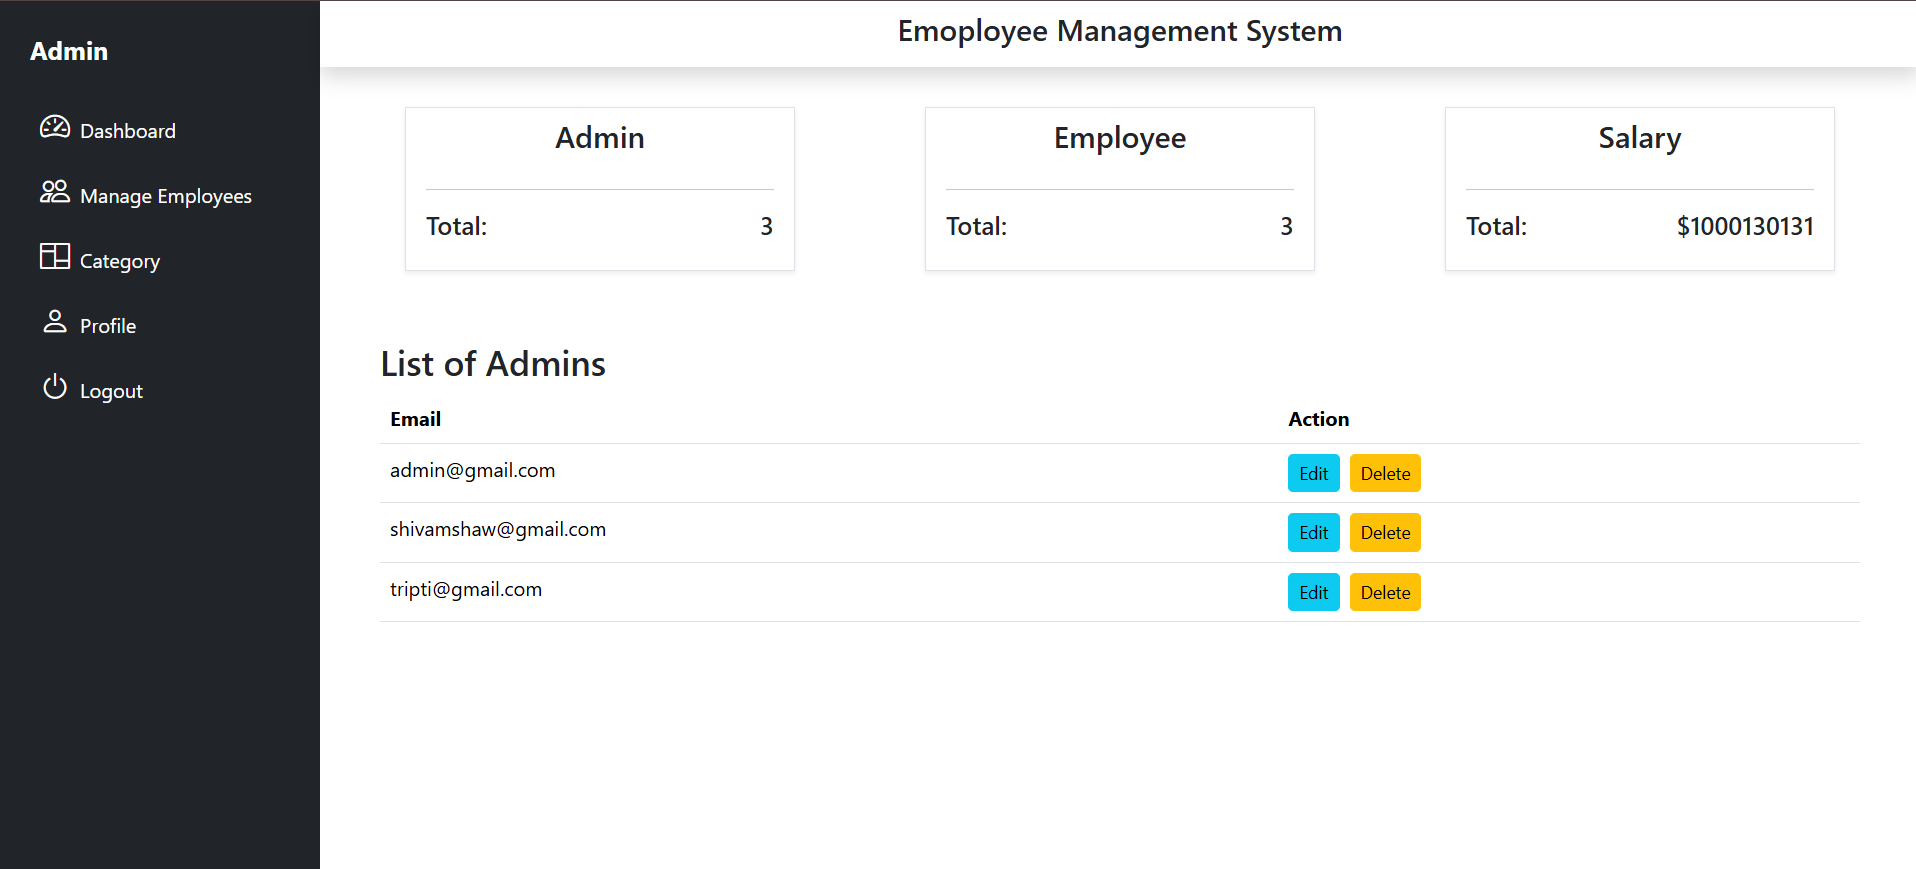 Admin
Dashboard
Manage Employees
Category
Profile
Logout
Emoployee Management System
Admin
Total: 3
Employee
Total: 3
Salary
Total: $1000130131
List of Admins
Email Action
admin@gmail.com Edit Delete
shivamshaw@gmail.com Edit Delete
tripti@gmail.com Edit Delete